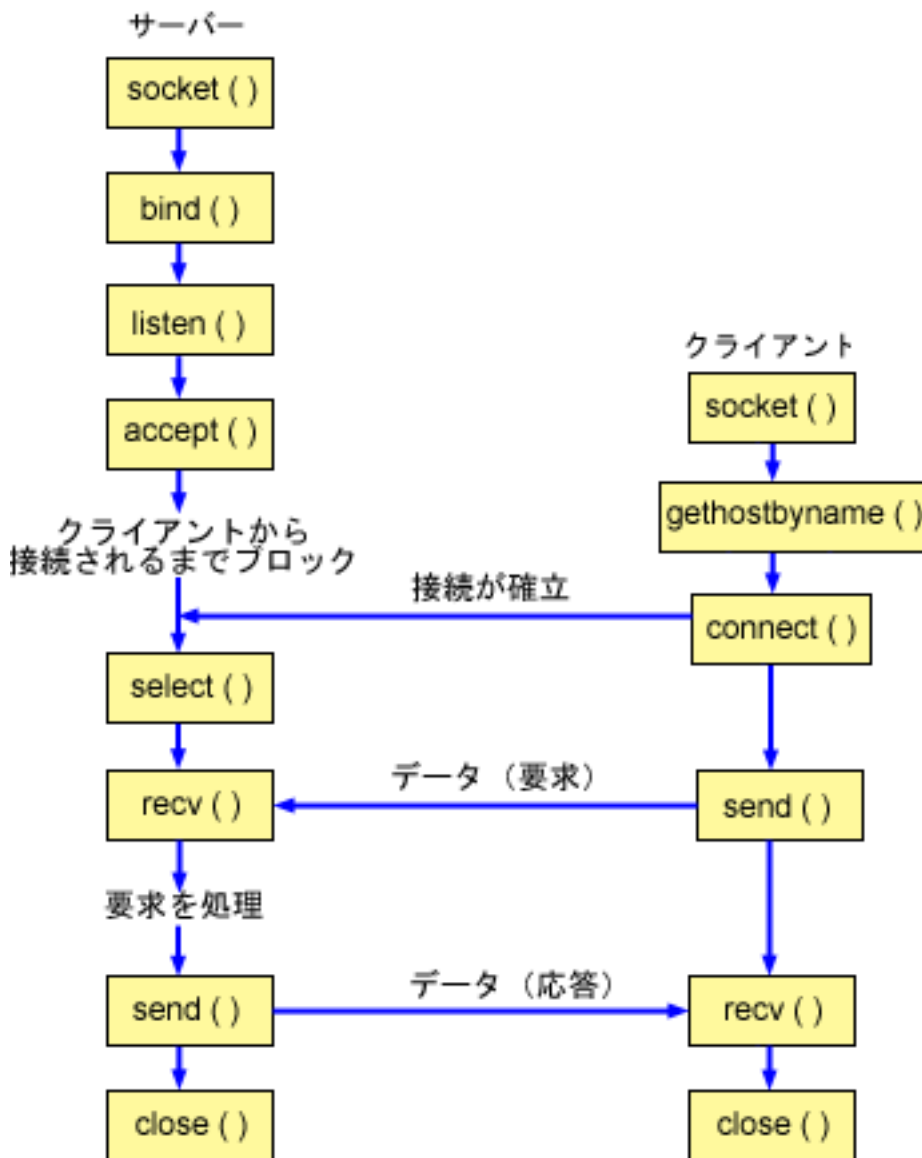 サーバー
socket ( )
bind ( )
listen ( )
accept ( )
クライアントから
接続されるまでブロック
select ( )
recv ( )
要求を処理
send ( )
close ( )
クライアント
socket ( )
gethostbyname ( )
connect ( )
send ( )
recv ( )
close ( )
接続が確立
データ（要求）
データ（応答）